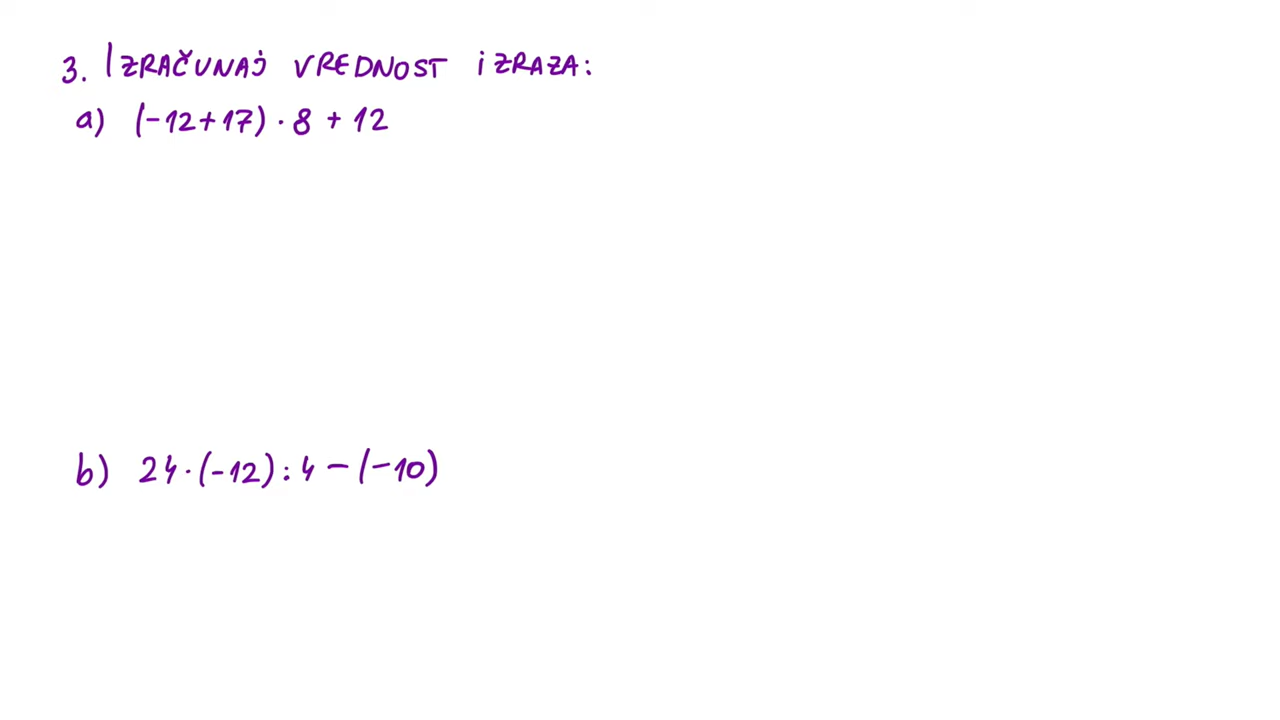 3. IZRAČUNAJ VREDNOST IZRAZA:
a) (-12+17) · 8 + 12
b) 24 · (-12) : 4 - (-10)